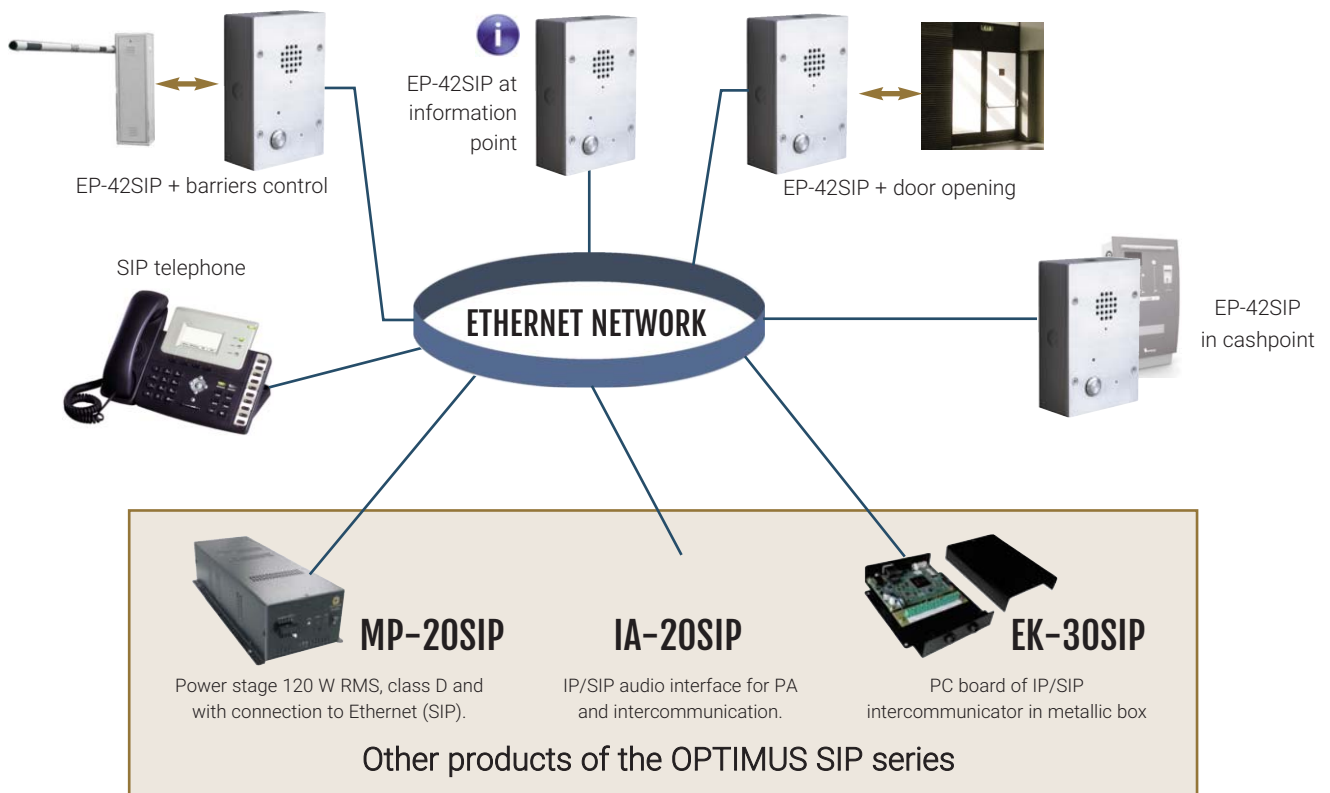 i
EP-42SIP at
information
point
EP-42SIP + barriers control
EP-42SIP + door opening
SIP telephone
ETHERNET NETWORK
EP-42SIP
in cashpoint
MP-20SIP
Power stage 120 W RMS, class D and
with connection to Ethernet (SIP).
IA-20SIP
IP/SIP audio interface for PA
and intercommunication.
EK-30SIP
PC board of IP/SIP
intercommunicator in metallic box
Other products of the OPTIMUS SIP series